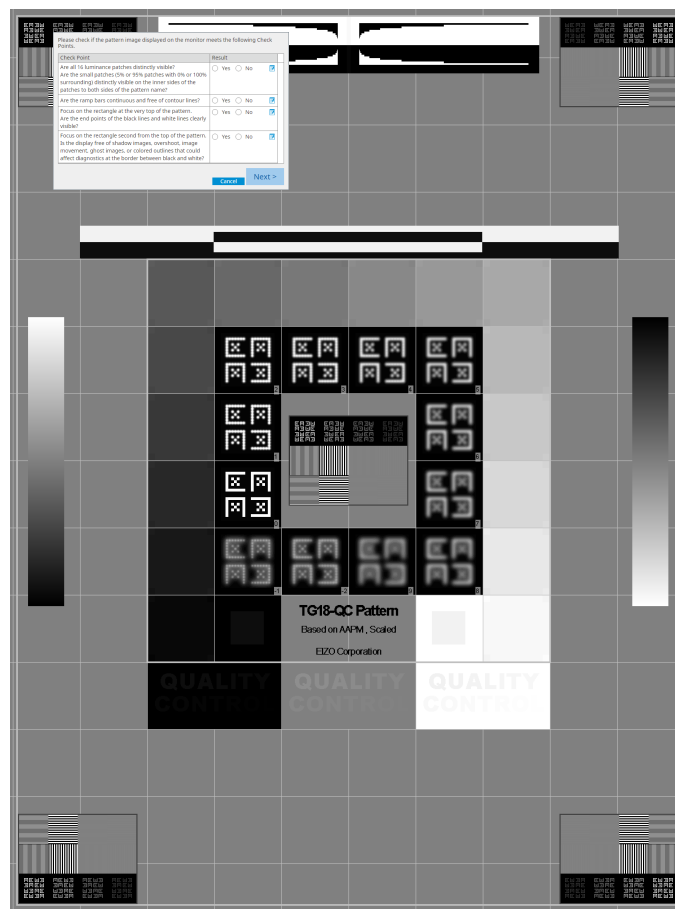 Please check if the pattern image displayed on the monitor meets the following Check
Points.
Check Point Result
Are all 16 luminance patches distinctly visible?
Are the small patches (5% or 95% patches with 0% or 100%
surrounding) distinctly visible on the inner sides of the
patches to both sides of the pattern name?
Yes No
Are the ramp bars continuous and free of contour lines?
Yes No
Focus on the rectangle at the very top of the pattern.
Are the end points of the black lines and white lines clearly
visible?
Yes No
Focus on the rectangle second from the top of the pattern.
Is the display free of shadow images, overshoot, image
movement, ghost images, or colored outlines that could
affect diagnostics at the border between black and white?
Yes No
Cancel
Next >
TG18-QC Pattern
Based on AAPM , Scaled
EIZO Corporation
QUALITY QUALITY QUALITY
CONTROL CONTROL CONTROL